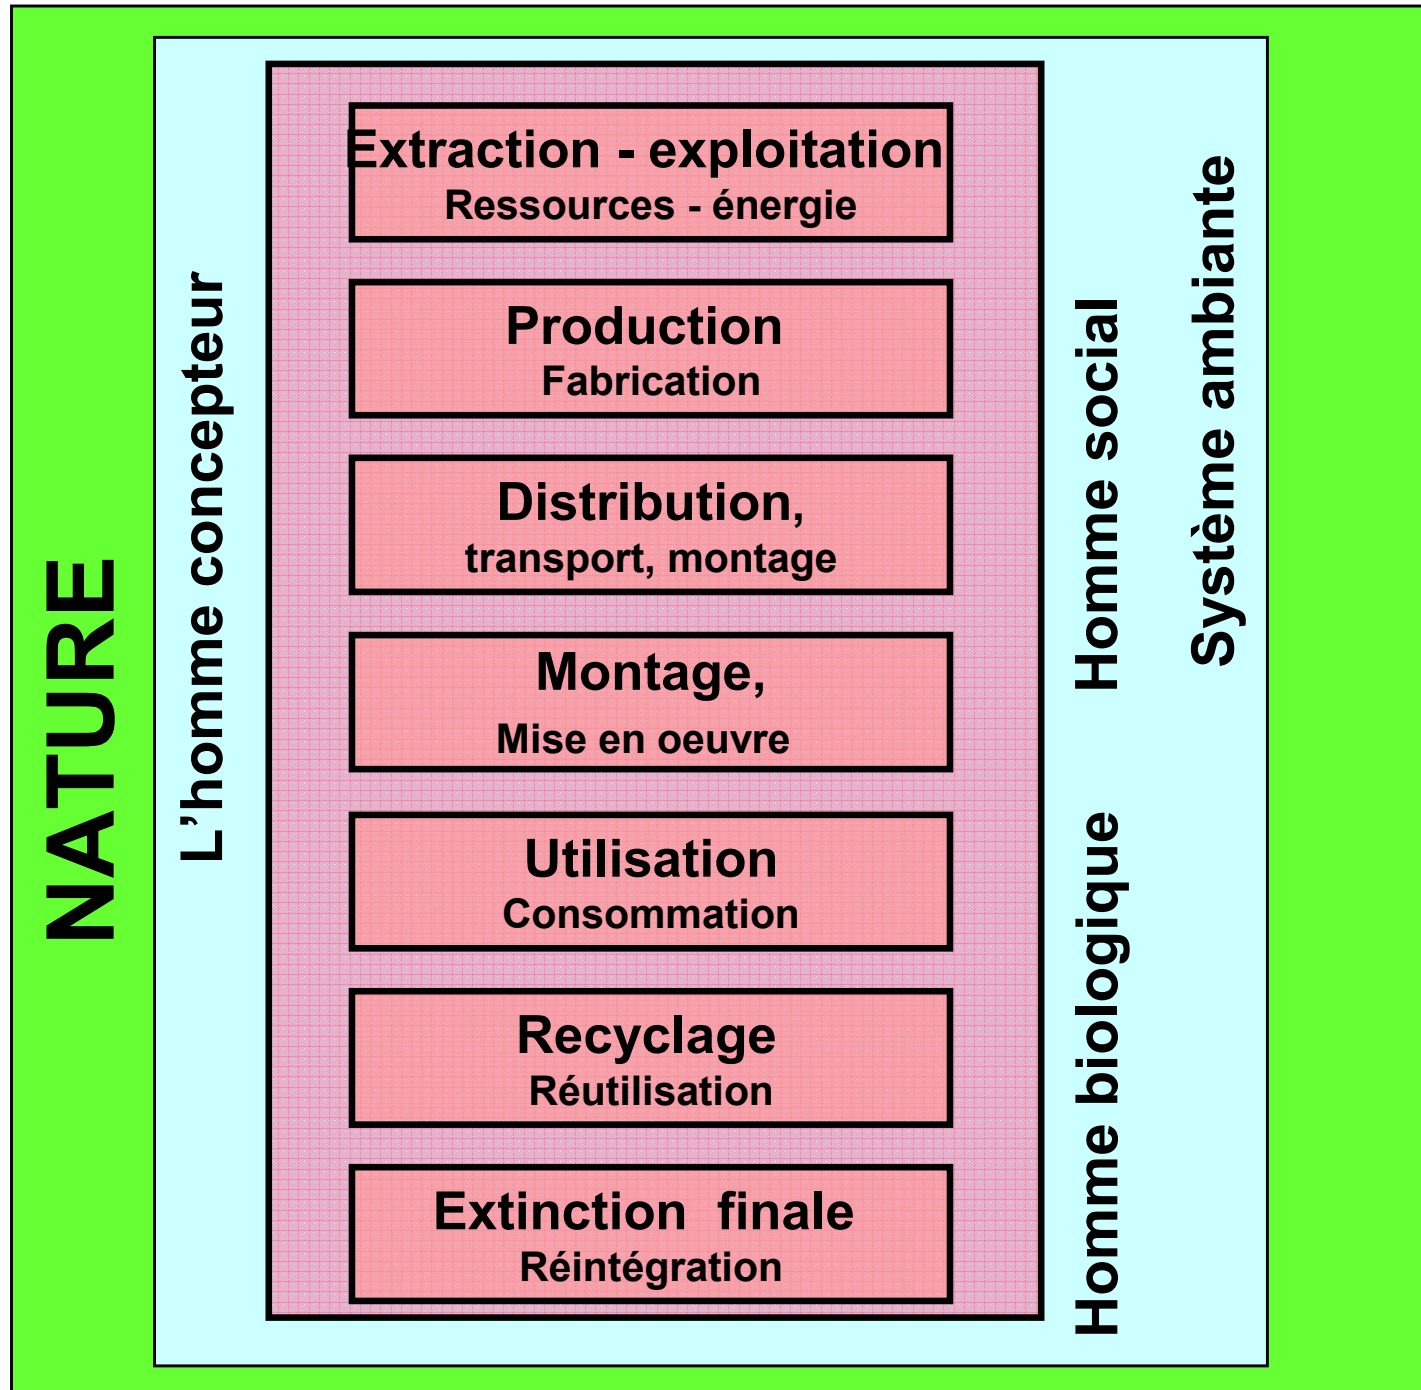 NATURE
L'homme concepteur
Extraction - exploitation
Ressources - énergie
Production
Fabrication
Distribution,
transport, montage
Montage,
Mise en oeuvre
Utilisation
Consommation
Recyclage
Réutilisation
Extinction finale
Réintégration
Homme social
Homme biologique
Système ambiante